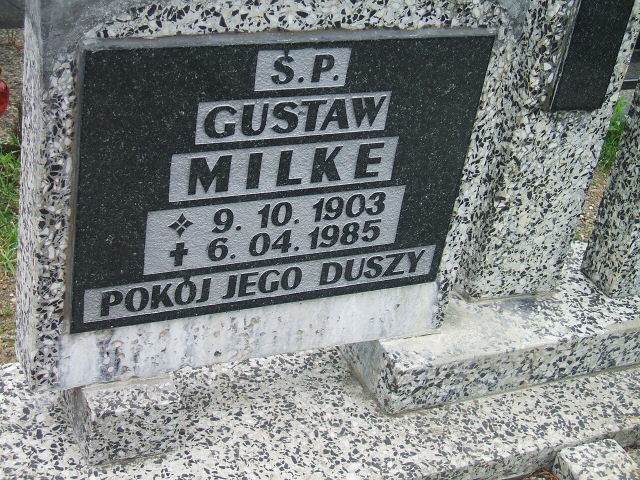 Ś.P.
GUSTAW
MILKE
❖ 9. 10. 1903
✝ 6. 04. 1985
POKÓJ JEGO DUSZY